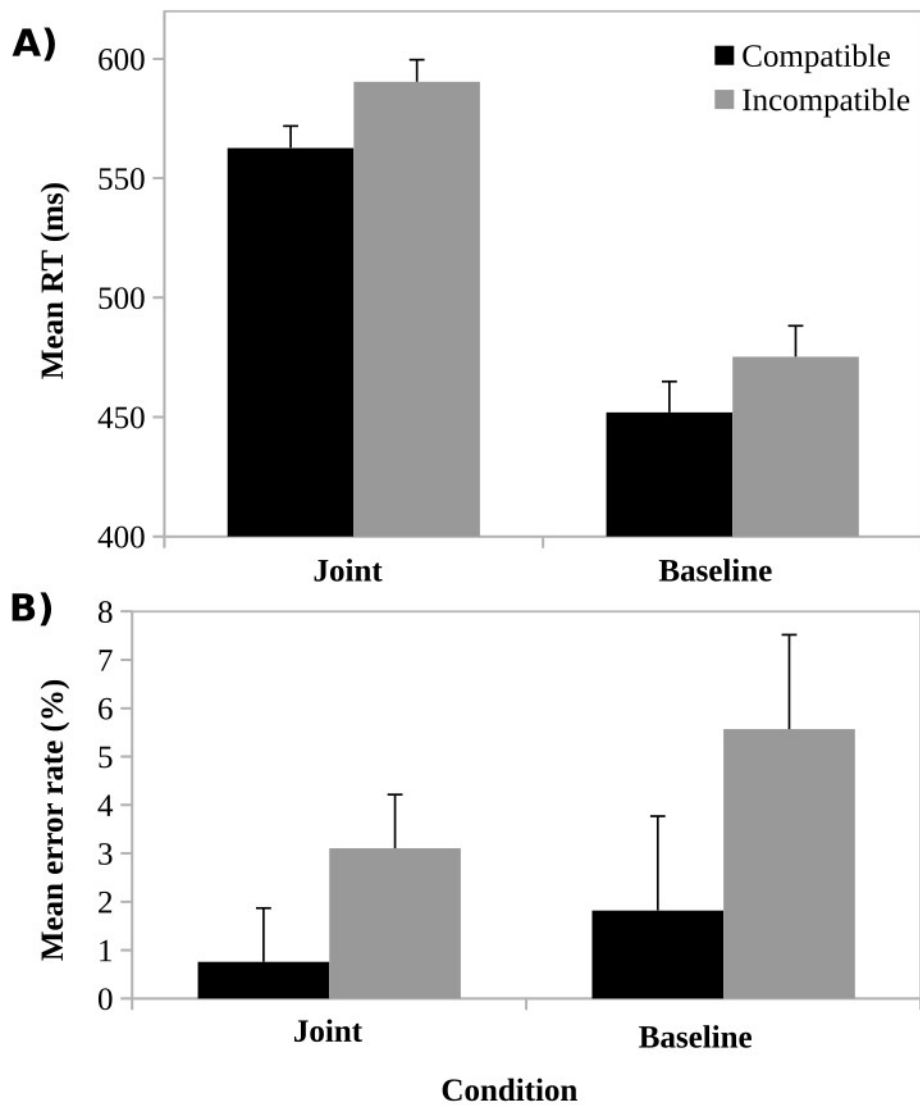 A)
Mean RT (ms)
600
550
500
450
400
Compatible
Incompatible
Joint Baseline
B)
Mean error rate (%)
8
7
6
5
4
3
2
1
0
Joint Baseline
Condition